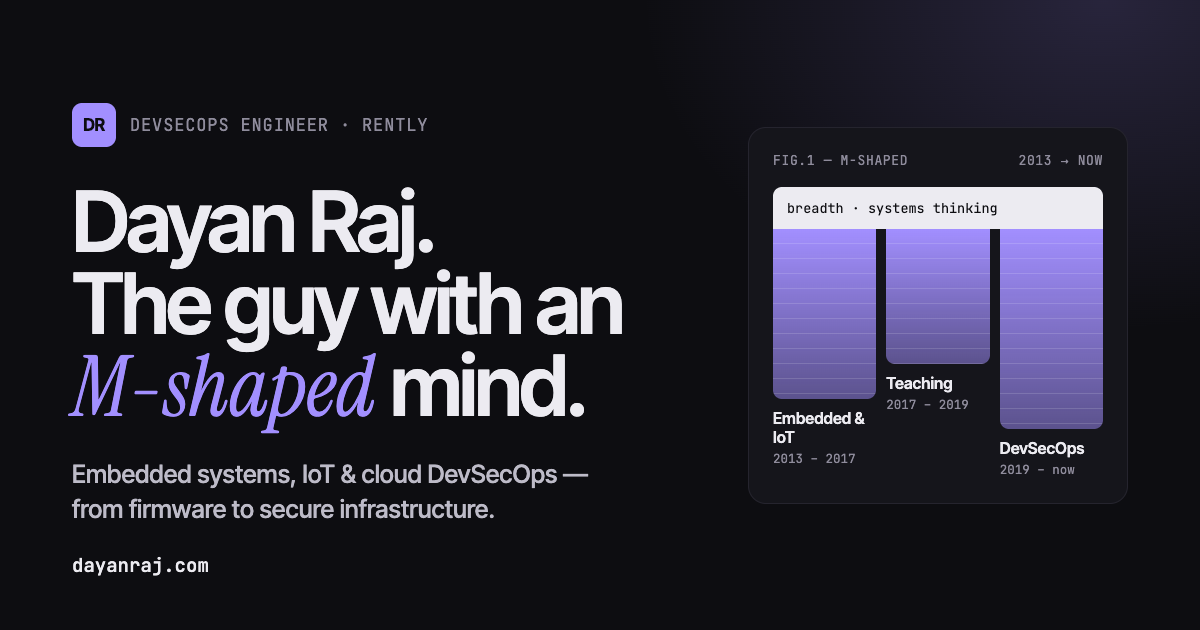 DR
DEVSECOPS ENGINEER · RENTLY
Dayan Raj.
The guy with an
M-shaped mind.
Embedded systems, IoT & cloud DevSecOps —
from firmware to secure infrastructure.
dayanraj.com
FIG.1 — M-SHAPED
2013 → NOW
breadth · systems thinking
Embedded &
IoT
2013 – 2017
Teaching
2017 – 2019
DevSecOps
2019 – now